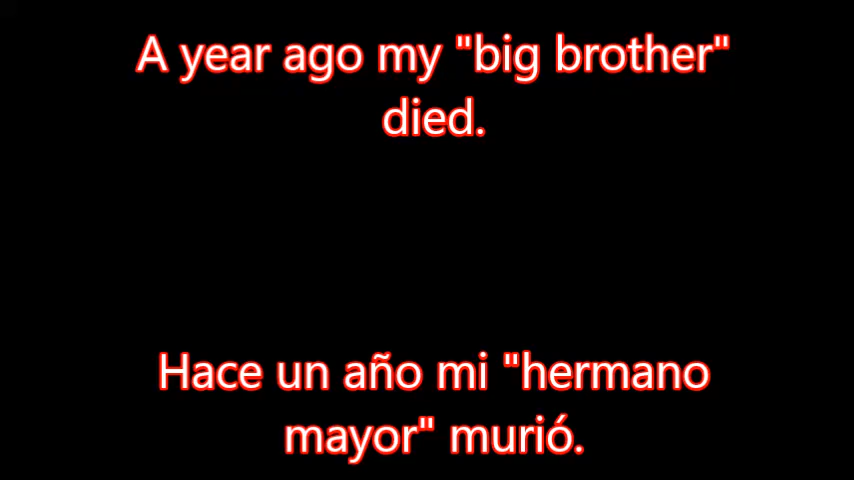 A year ago my "big brother"
died.
Hace un año mi "hermano
mayor" murió.